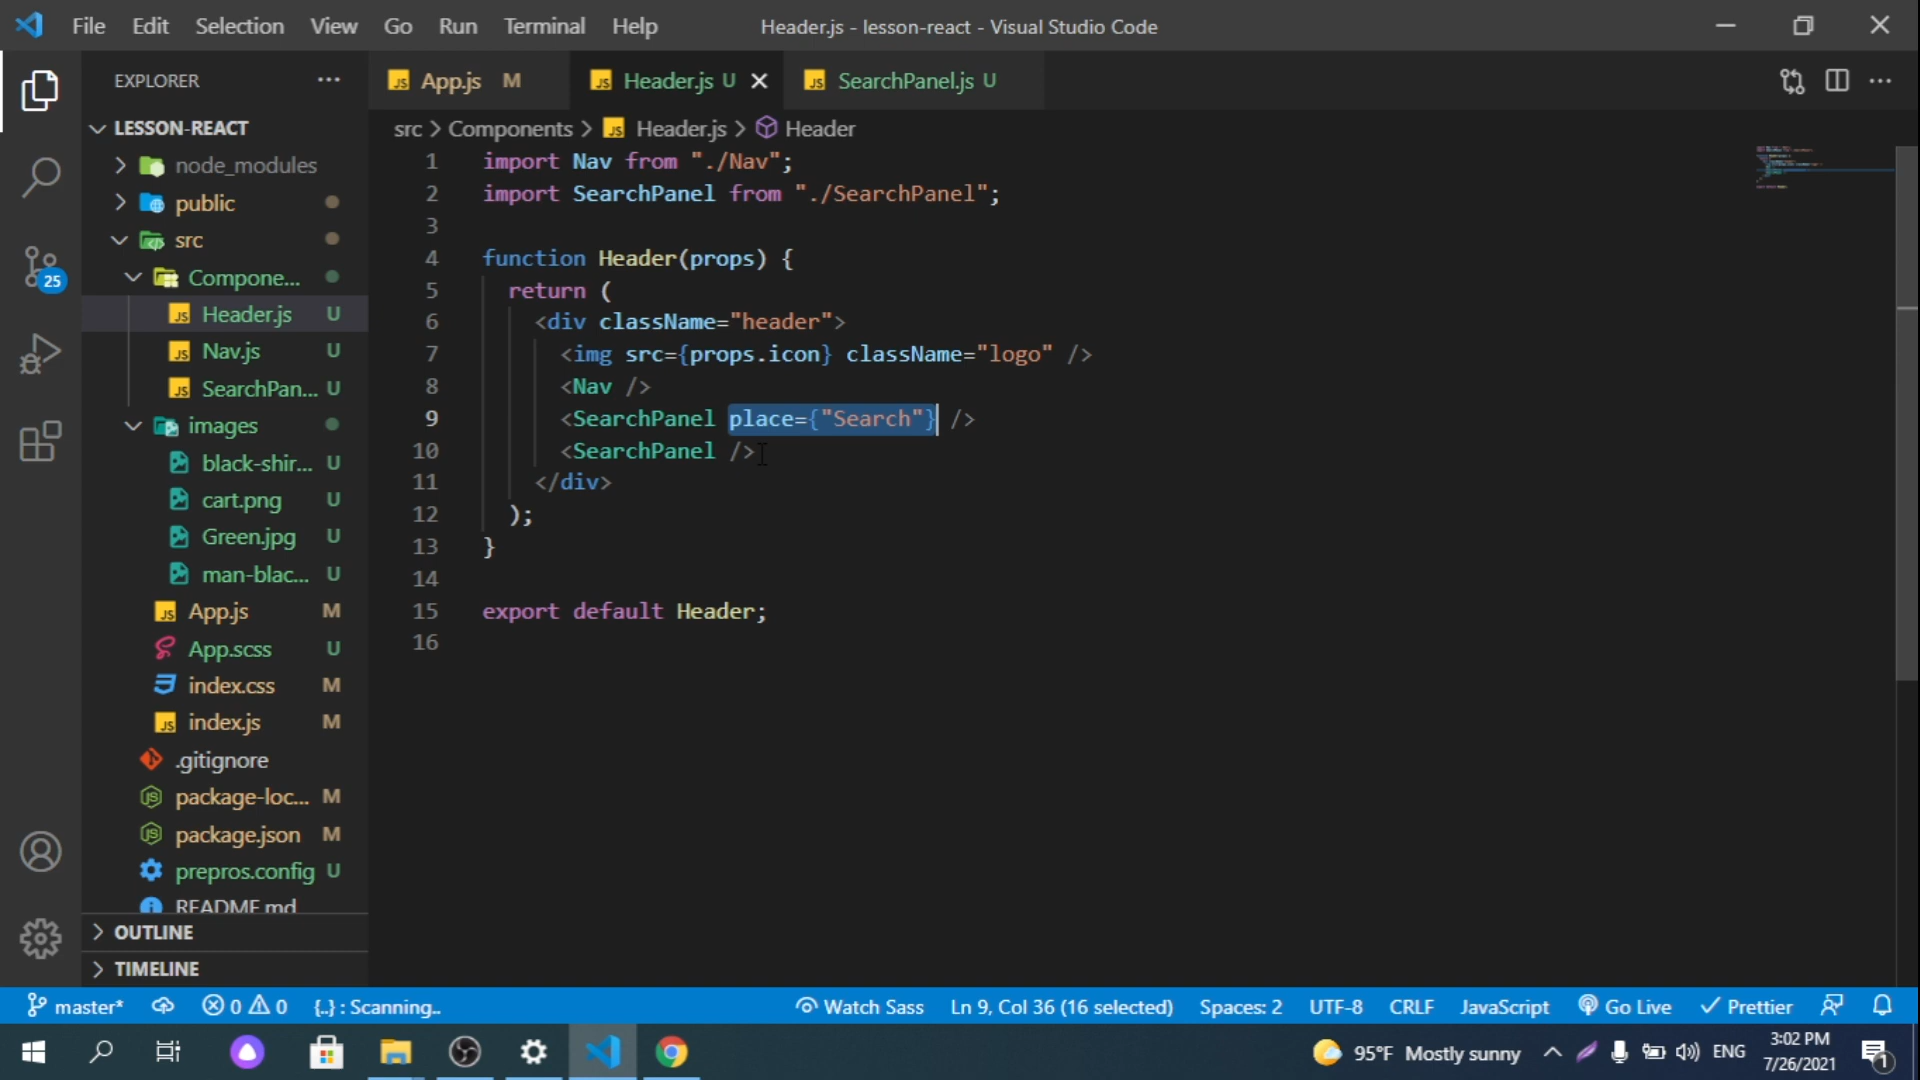 File Edit Selection View Go Run Terminal Help Header.js - lesson-react - Visual Studio Code
EXPLORER ··· App.js M Header.js U SearchPanel.js U ···
LESSON-REACT
src > Components > Header.js > Header
node_modules
public
src
Compone...
Header.js U
Nav.js U
SearchPan... U
images
black-shir... U
cart.png U
Green.jpg U
man-blac... U
App.js M
App.scss U
index.css M
index.js M
.gitignore
package-loc... M
package.json M
prepros.config U
README.md
OUTLINE
TIMELINE
25
1 import Nav from "./Nav";
2 import SearchPanel from "./SearchPanel";
3
4 function Header(props) {
5 return (
6 <div className="header">
7 <img src={props.icon} className="logo" />
8 <Nav />
9 <SearchPanel place={"Search"} />
10 <SearchPanel />
11 </div>
12 );
13 }
14
15 export default Header;
16
master* 0 0 {..} : Scanning.. Watch Sass Ln 9, Col 36 (16 selected) Spaces: 2 UTF-8 CRLF JavaScript Go Live Prettier
95°F Mostly sunny ENG 3:02 PM
7/26/2021 1